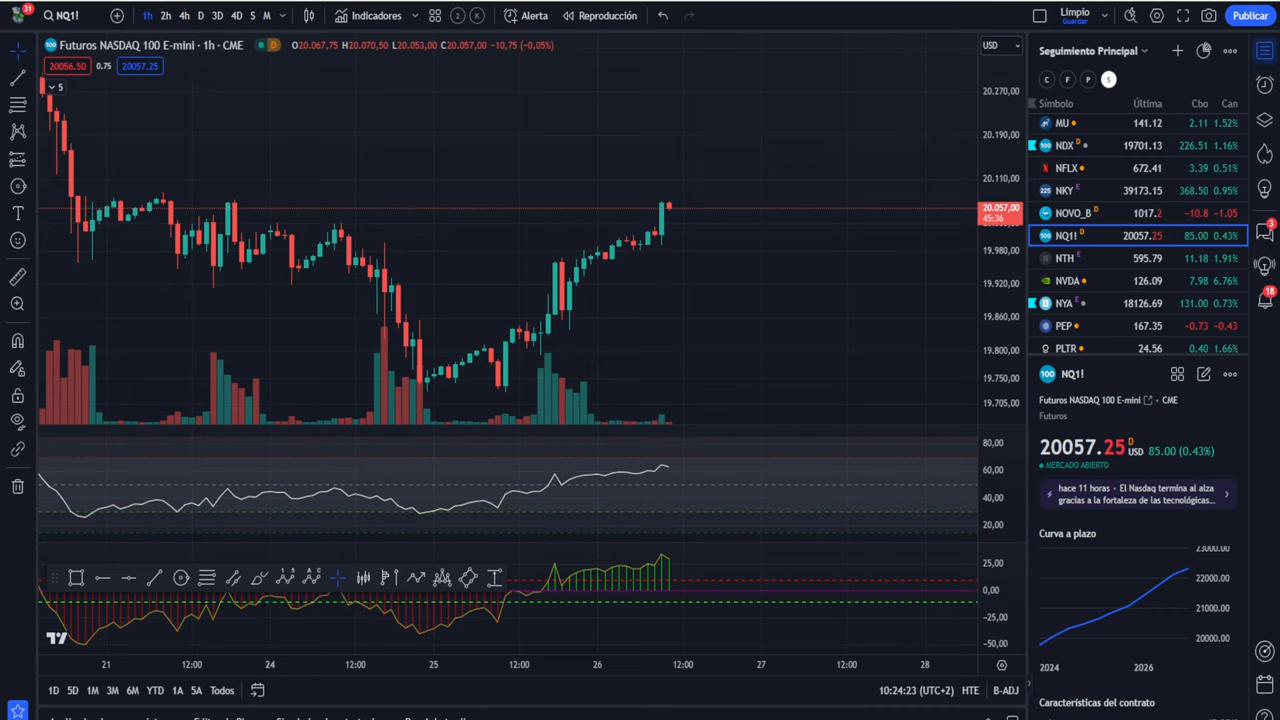 31 NQ1! 1h 2h 4h D 3D 4D S M Indicadores 2 K Alerta Reproducción Limpio Guardar Publicar
Futuros NASDAQ 100 E-mini · 1h · CME D O20.067,75 H20.070,50 L20.053,00 C20.057,00 −10,75 (−0,05%)
20056.50 0.75 20057.25
5
USD
20.270,00
20.190,00
20.110,00
20.057,00
45:36
19.980,00
19.920,00
19.860,00
19.800,00
19.750,00
19.705,00
80,00
60,00
40,00
20,00
25,00
0,00
−25,00
−50,00
21 12:00 24 12:00 25 12:00 26 12:00 27 12:00 28
1D 5D 1M 3M 6M YTD 1A 5A Todos 10:24:23 (UTC+2) HTE B-ADJ
Seguimiento Principal
C F P S
Símbolo Última Cbo Can
MU 141.12 2.11 1.52%
100 NDX D 19701.13 226.51 1.16%
NFLX 672.41 3.39 0.51%
225 NKY E 39173.15 368.50 0.95%
NOVO_B D 1017.2 −10.8 −1.05
100 NQ1! D 20057.25 85.00 0.43%
NTH E 595.79 11.18 1.91%
NVDA 126.09 7.98 6.76%
NYA E 18126.69 131.00 0.73%
PEP 167.35 −0.73 −0.43
PLTR 24.56 0.40 1.66%
100 NQ1!
Futuros NASDAQ 100 E-mini • CME
Futuros
20057.25 D USD 85.00 (0.43%)
MERCADO ABIERTO
hace 11 horas • El Nasdaq termina al alza
gracias a la fortaleza de las tecnológicas...
Curva a plazo
23000.00
22000.00
21000.00
20000.00
2024 2026
Características del contrato
3
18